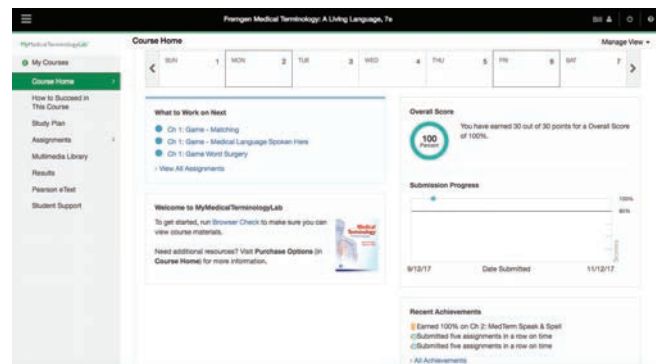 Fremgen Medical Terminology: A Living Language, 7e
Bill
MyMedicalTerminologyLab
Course Home
Manage View
My Courses
Course Home
How to Succeed in
This Course
Study Plan
Assignments
Multimedia Library
Results
Pearson eText
Student Support
SUN 1 MON 2 TUE 3 WED 4 THU 5 FRI 6 SAT 7
What to Work on Next
Ch 1: Game - Matching
Ch 1: Game - Medical Language Spoken Here
Ch 1: Game Word Surgery
› View All Assignments
Welcome to MyMedicalTerminologyLab
To get started, run Browser Check to make sure you can
view course materials.
Need additional resources? Visit Purchase Options (in
Course Home) for more information.
Medical
Terminology
Overall Score
100
Percent
You have earned 30 out of 30 points for a Overall Score
of 100%.
Submission Progress
100%
80%
Scores
9/12/17 Date Submitted 11/12/17
Recent Achievements
Earned 100% on Ch 2: MedTerm Speak & Spell
Submitted five assignments in a row on time
Submitted five assignments in a row on time
› All Achievements